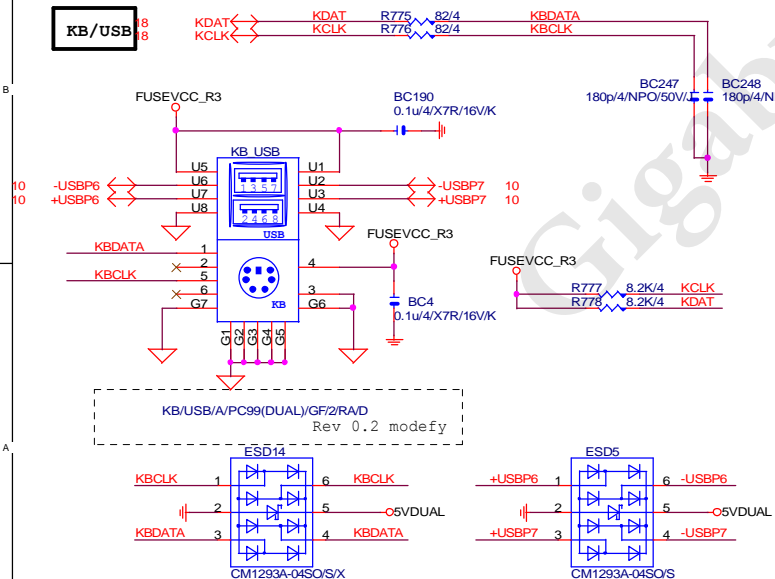 KB/USB
18
18
KDAT
KCLK
KDAT
KCLK
R775
R776
82/4
82/4
KBDATA
KBCLK
B
BC247
180p/4/NPO/50V/J
BC248
180p/4/N
FUSEVCC_R3
BC190
0.1u/4/X7R/16V/K
KB_USB
U5
U6
U7
U8
U1
U2
U3
U4
1 3 5 7
2 4 6 8
USB
10
10
-USBP6
+USBP6
-USBP7
+USBP7
10
10
KBDATA
KBCLK
1
2
5
6
G7
4
3
G6
KB
G1
G2
G3
G4
G5
FUSEVCC_R3
BC4
0.1u/4/X7R/16V/K
FUSEVCC_R3
R777
R778
8.2K/4
8.2K/4
KCLK
KDAT
KB/USB/A/PC99(DUAL)/GF/2/RA/D
Rev 0.2 modefy
A
ESD14
KBCLK
1
2
KBDATA
3
6
KBCLK
5
5VDUAL
4
KBDATA
CM1293A-04SO/S/X
ESD5
+USBP6
1
2
+USBP7
3
6
-USBP6
5
5VDUAL
4
-USBP7
CM1293A-04SO/S
Gigab